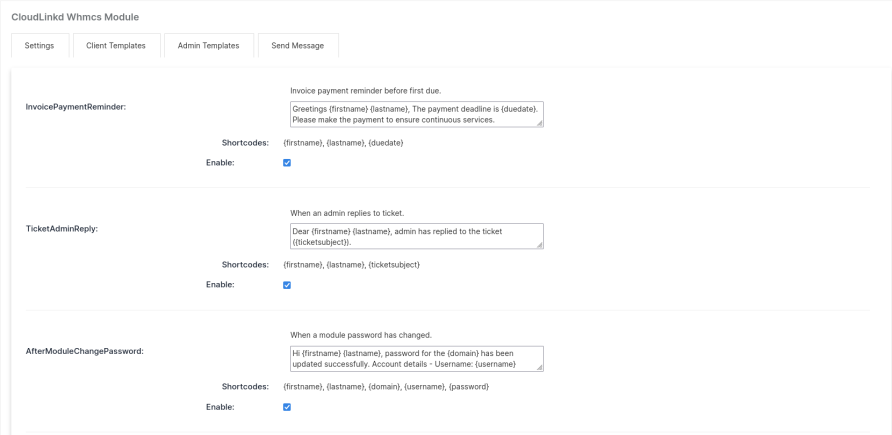 CloudLinkd Whmcs Module
Settings
Client Templates
Admin Templates
Send Message
Invoice payment reminder before first due.
InvoicePaymentReminder:
Greetings {firstname} {lastname}, The payment deadline is {duedate}.
Please make the payment to ensure continuous services.
Shortcodes: {firstname}, {lastname}, {duedate}
Enable:
When an admin replies to ticket.
TicketAdminReply:
Dear {firstname} {lastname}, admin has replied to the ticket
({ticketsubject}).
Shortcodes: {firstname}, {lastname}, {ticketsubject}
Enable:
When a module password has changed.
AfterModuleChangePassword:
Hi {firstname} {lastname}, password for the {domain} has been
updated successfully. Account details - Username: {username}
Shortcodes: {firstname}, {lastname}, {domain}, {username}, {password}
Enable: